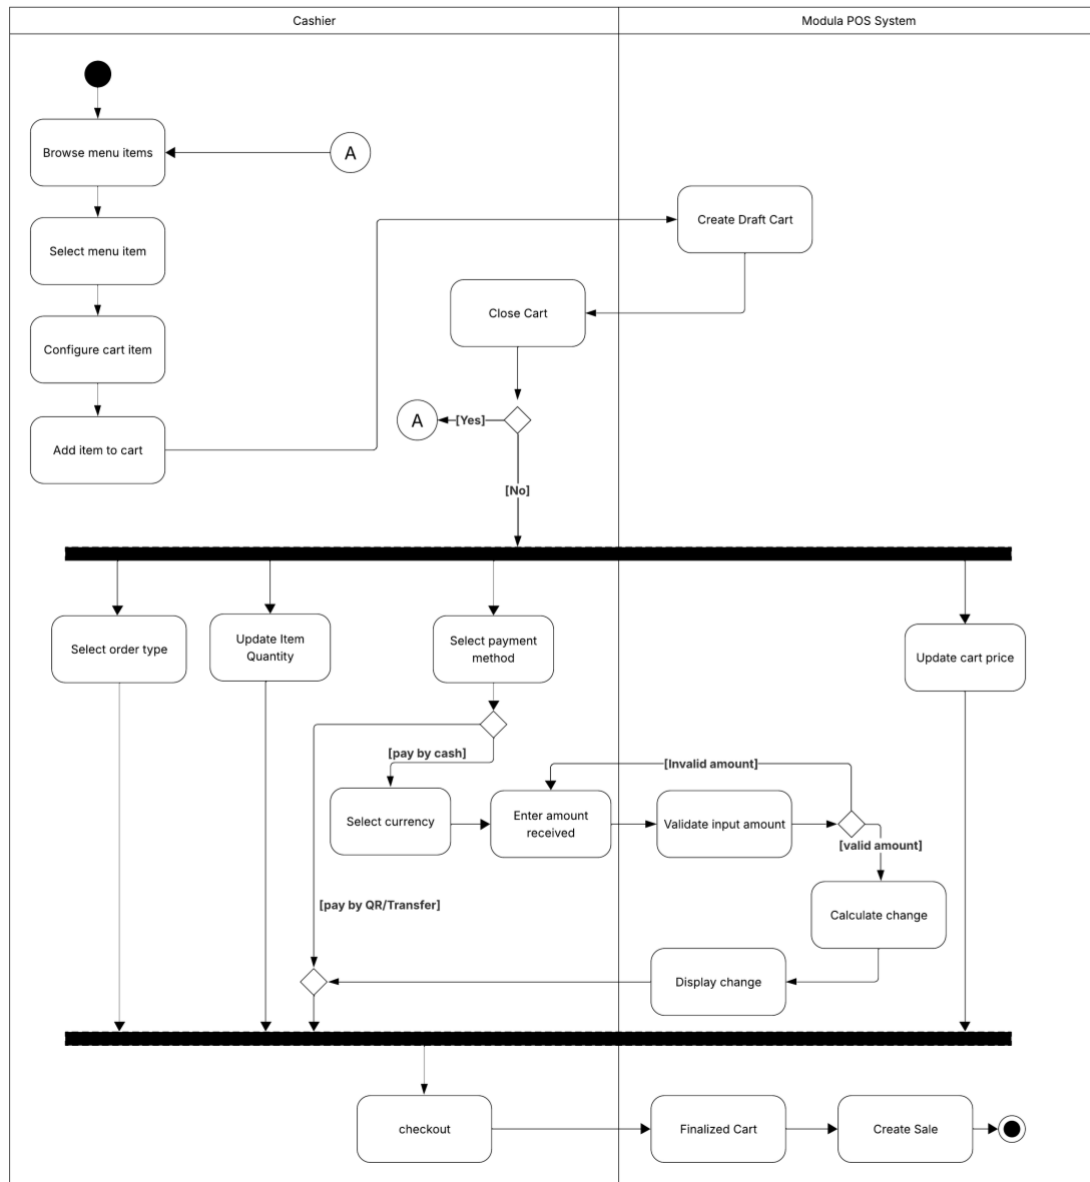 Cashier
Modula POS System
Browse menu items
A
Create Draft Cart
Select menu item
Close Cart
Configure cart item
A
[Yes]
Add item to cart
[No]
Select order type
Update Item
Quantity
Select payment
method
Update cart price
[pay by cash]
[Invalid amount]
Select currency
Enter amount
received
Validate input amount
[valid amount]
[pay by QR/Transfer]
Calculate change
Display change
checkout
Finalized Cart
Create Sale